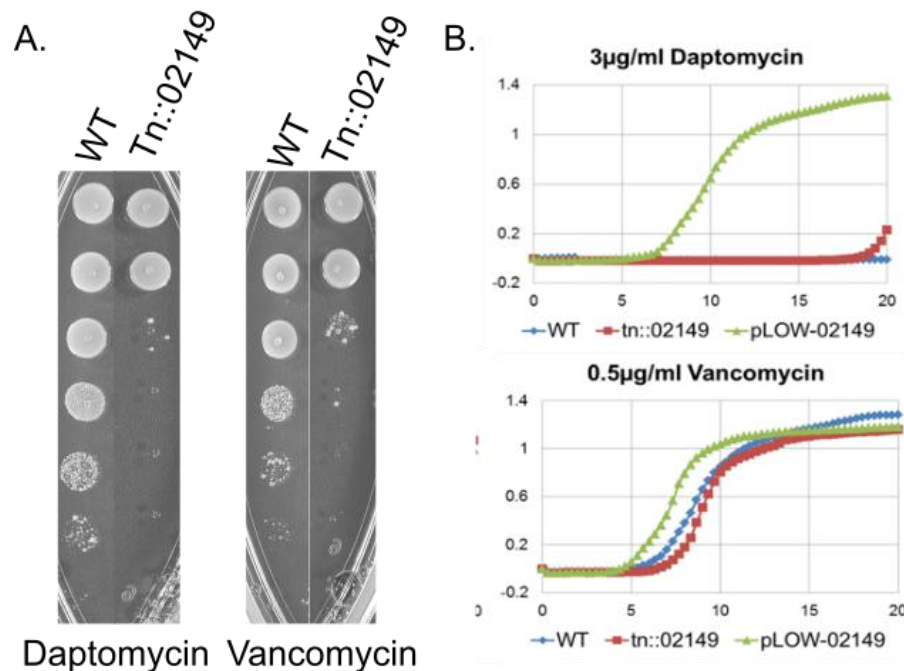 A.
WT
Tn::02149
WT
Tn::02149
Daptomycin
Vancomycin
B.
3µg/ml Daptomycin
1.4
1
0.6
0.2
-0.2
0
5
10
15
20
WT tn::02149 pLOW-02149
0.5µg/ml Vancomycin
1.4
1
0.6
0.2
-0.2
0
0
5
10
15
20
WT tn::02149 pLOW-02149